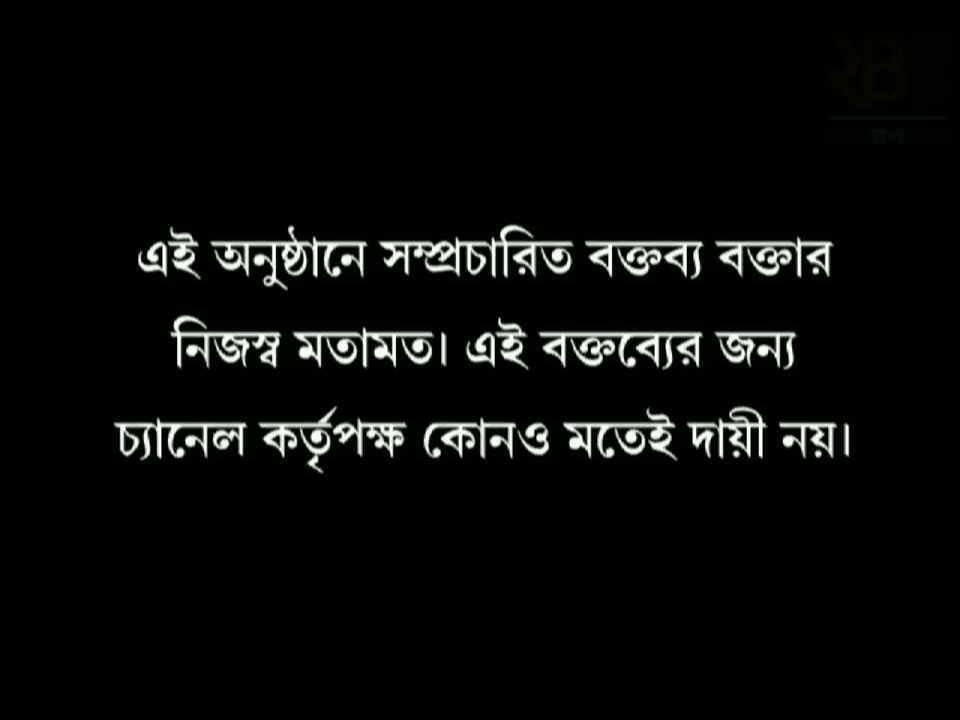 ২৪
এই অনুষ্ঠানে সম্প্রচারিত বক্তব্য বক্তার
নিজস্ব মতামত। এই বক্তব্যের জন্য
চ্যানেল কর্তৃপক্ষ কোনও মতেই দায়ী নয়।